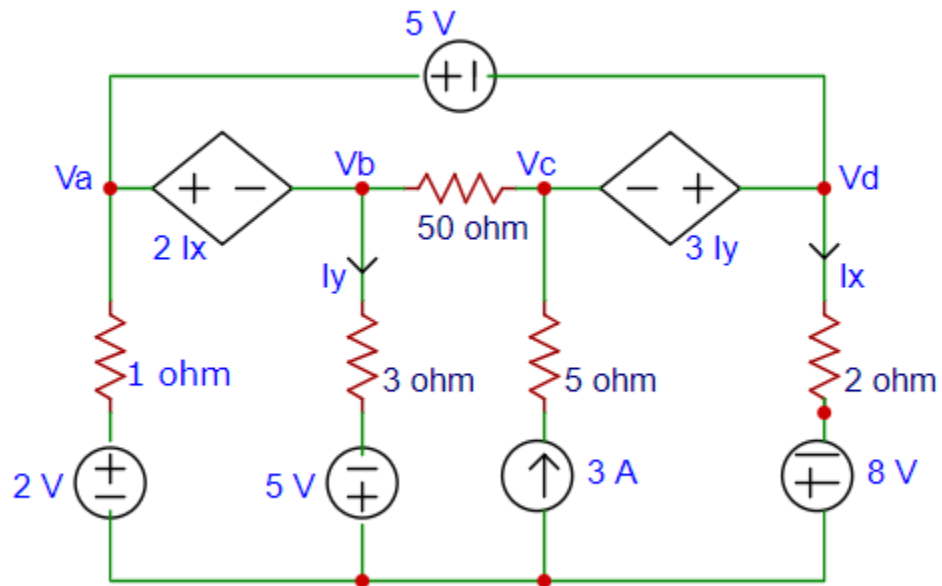 5 V
Va
Vb
Vc
Vd
2 Ix
50 ohm
3 Iy
Iy
Ix
1 ohm
3 ohm
5 ohm
2 ohm
2 V
5 V
3 A
8 V